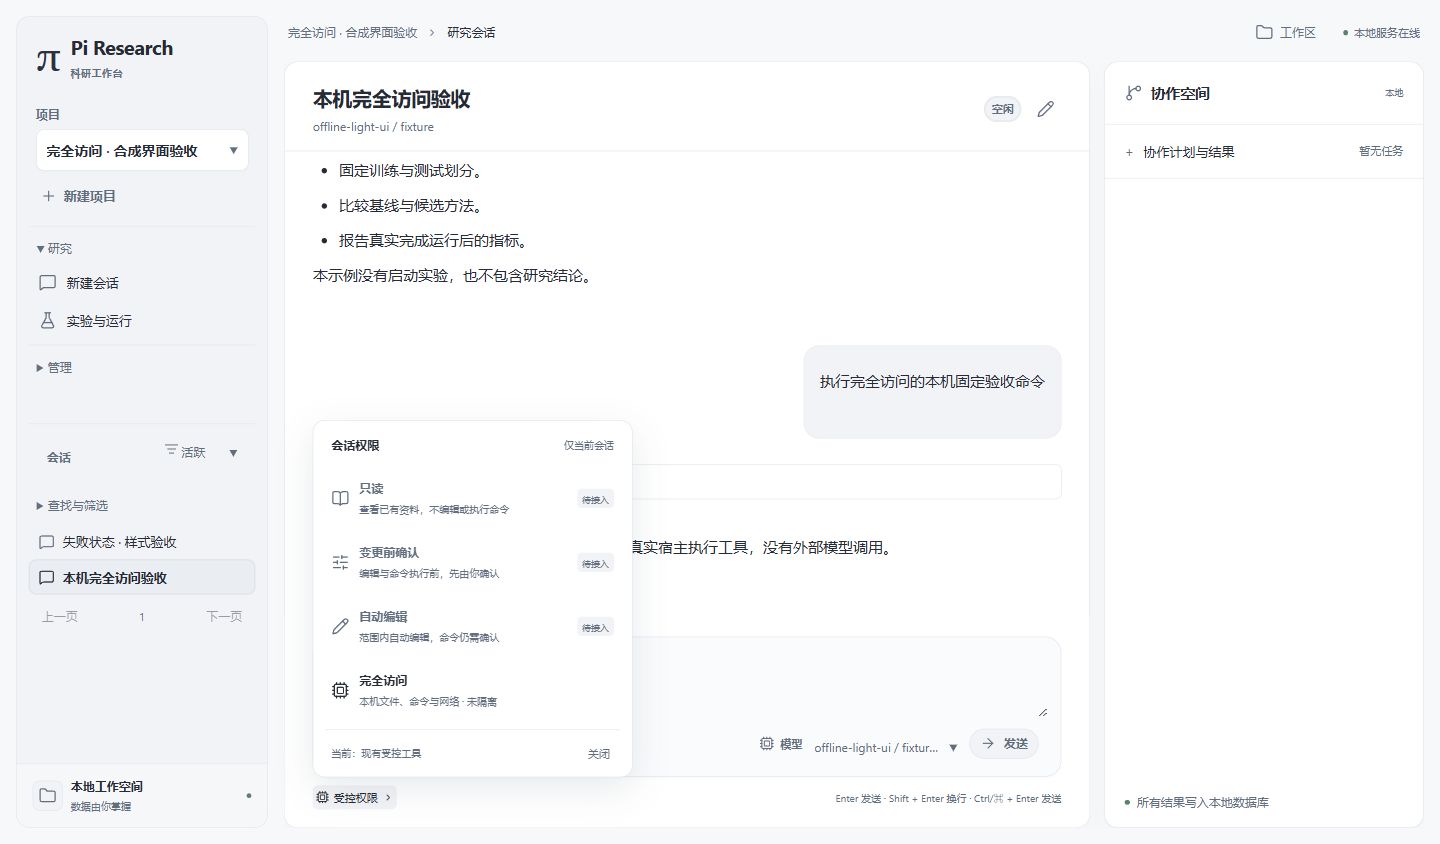 π Pi Research
科研工作台
项目
完全访问 · 合成界面验收 ▼
+ 新建项目
▼ 研究
新建会话
实验与运行
▶ 管理
会话
活跃 ▼
▶ 查找与筛选
失败状态 · 样式验收
本机完全访问验收
上一页 1 下一页
本地工作空间
数据由你掌握
完全访问 · 合成界面验收 › 研究会话
工作区
本地服务在线
本机完全访问验收
offline-light-ui / fixture
空闲
• 固定训练与测试划分。
• 比较基线与候选方法。
• 报告真实完成运行后的指标。
本示例没有启动实验，也不包含研究结论。
执行完全访问的本机固定验收命令
真实宿主执行工具，没有外部模型调用。
会话权限 仅当前会话
只读
查看已有资料，不编辑或执行命令
待接入
变更前确认
编辑与命令执行前，先由你确认
待接入
自动编辑
范围内自动编辑，命令仍需确认
待接入
完全访问
本机文件、命令与网络 · 未隔离
当前：现有受控工具 关闭
模型 offline-light-ui / fixtur... ▼
→ 发送
受控权限 ›
Enter 发送 · Shift + Enter 换行 · Ctrl/⌘ + Enter 发送
协作空间 本地
+ 协作计划与结果 暂无任务
所有结果写入本地数据库